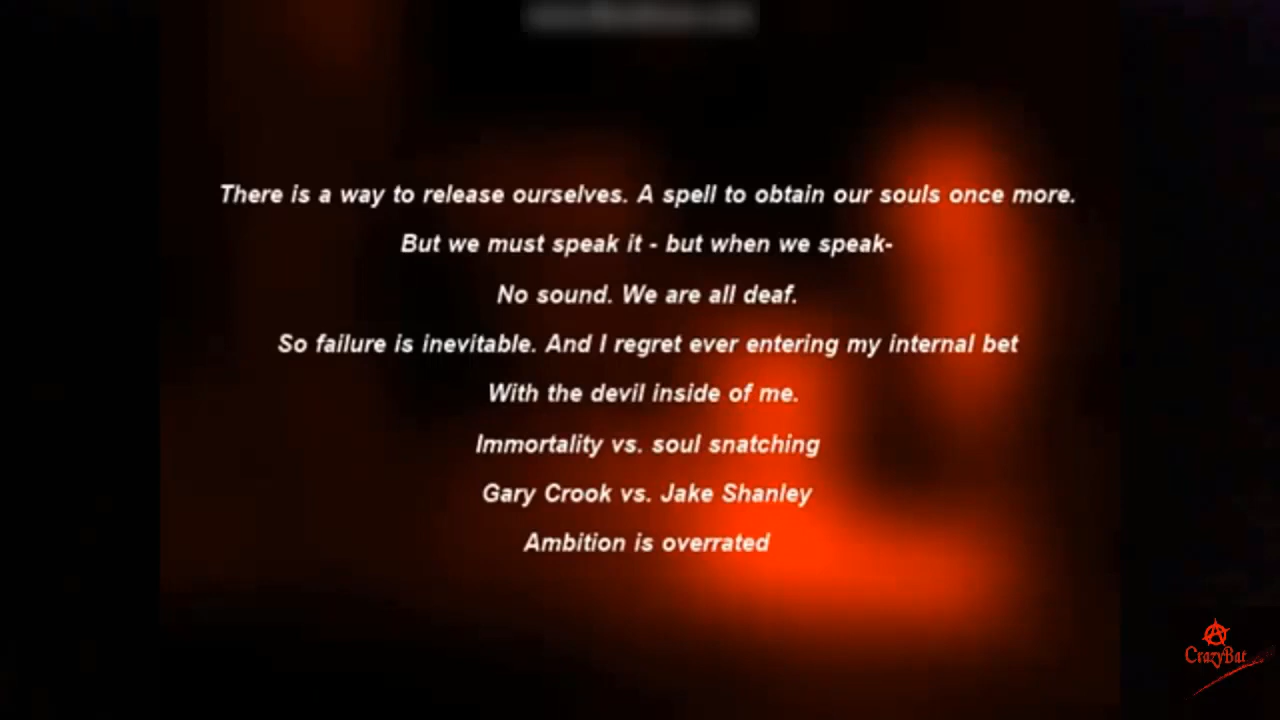 There is a way to release ourselves. A spell to obtain our souls once more.
But we must speak it - but when we speak-
No sound. We are all deaf.
So failure is inevitable. And I regret ever entering my internal bet
With the devil inside of me.
Immortality vs. soul snatching
Gary Crook vs. Jake Shanley
Ambition is overrated
CrazyBat